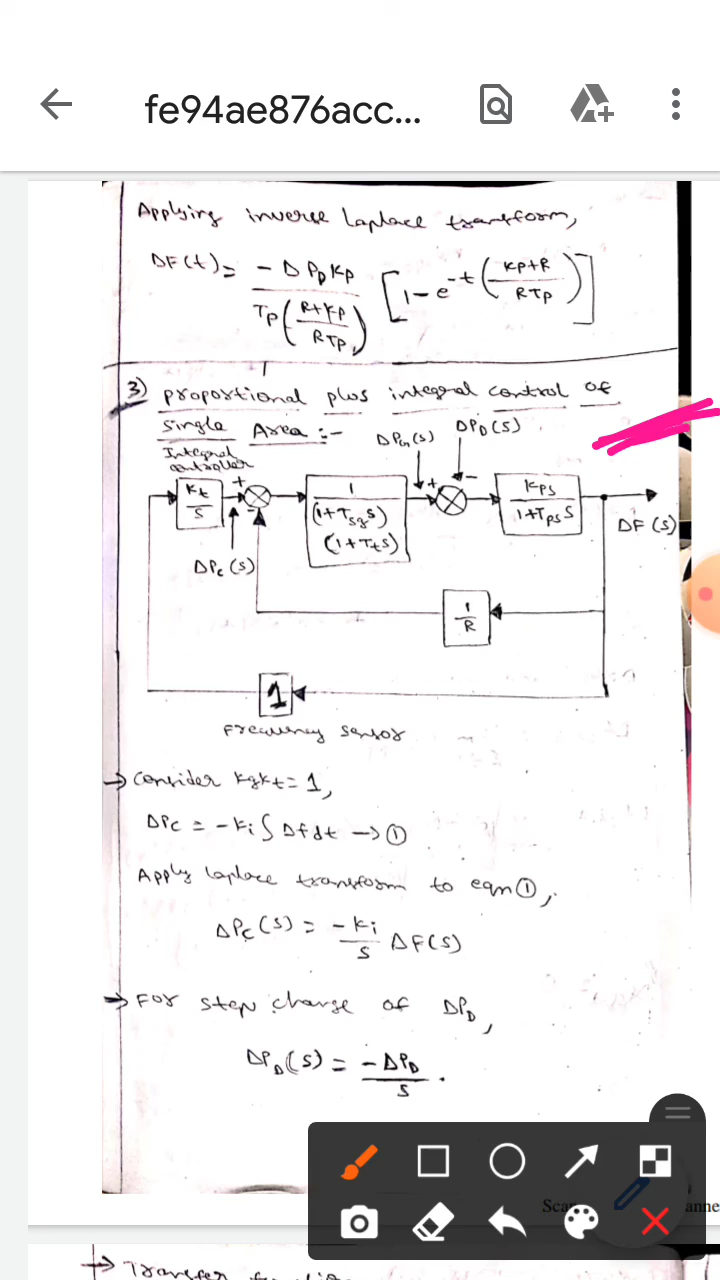 fe94ae876acc...
Applying inverse Laplace transform,
ΔF(t) = -ΔP_D K_P / T_P((R+K_P)/(RT_P)) [1 - e^-t((K_P+R)/(RT_P))]
3) proportional plus integral control of
Single Area :-
ΔP_G(s) ΔP_D(s)
Integral
controller
K_t/s + - 1/((1+T_sg s)(1+T_t s)) + - K_PS/(1+T_PS S)
ΔF(s)
ΔP_c(s)
1/R
1
Frequency sensor
→ Consider K_gK_t = 1,
ΔP_C = -K_i ∫ Δf dt → ①
Apply laplace transform to eqn ①,
ΔP_C(s) = -K_i/s ΔF(s)
→ For step change of ΔP_D,
ΔP_D(s) = -ΔP_D/s .
→ Transfer